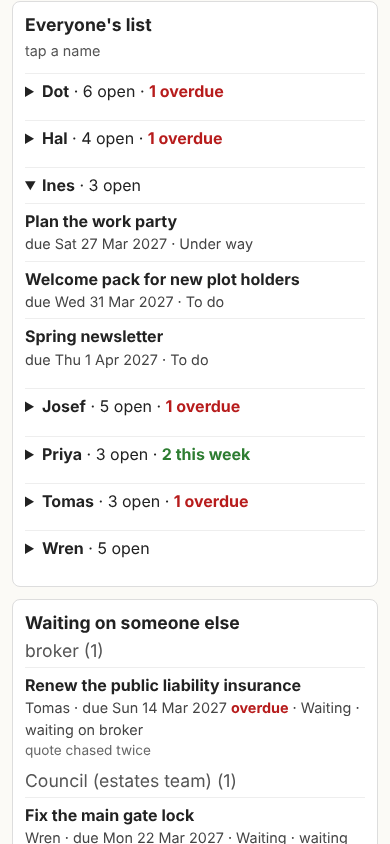 Everyone's list
tap a name
Dot · 6 open · 1 overdue
Hal · 4 open · 1 overdue
Ines · 3 open
Plan the work party
due Sat 27 Mar 2027 · Under way
Welcome pack for new plot holders
due Wed 31 Mar 2027 · To do
Spring newsletter
due Thu 1 Apr 2027 · To do
Josef · 5 open · 1 overdue
Priya · 3 open · 2 this week
Tomas · 3 open · 1 overdue
Wren · 5 open
Waiting on someone else
broker (1)
Renew the public liability insurance
Tomas · due Sun 14 Mar 2027 overdue · Waiting ·
waiting on broker
quote chased twice
Council (estates team) (1)
Fix the main gate lock
Wren · due Mon 22 Mar 2027 · Waiting · waiting